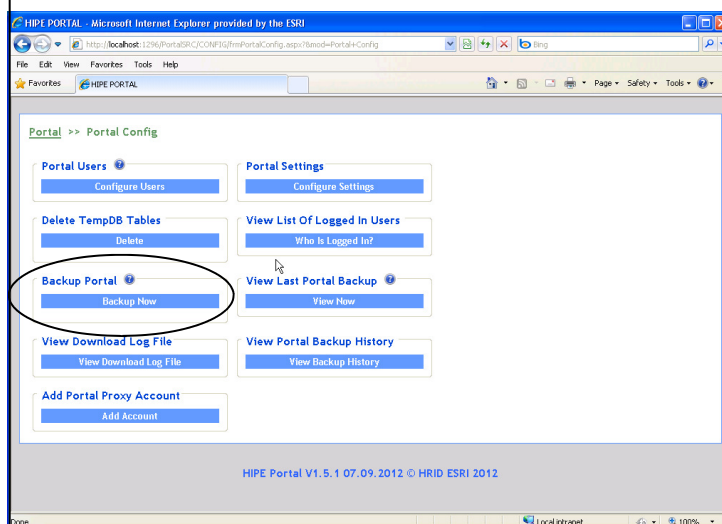 HIPE PORTAL - Microsoft Internet Explorer provided by the ESRI
http://localhost:1296/PortalSRC/CONFIG/frmPortalConfig.aspx?&mod=Portal+Config
Bing
File Edit View Favorites Tools Help
Favorites HIPE PORTAL Page Safety Tools
Portal >> Portal Config
Portal Users Portal Settings
Configure Users Configure Settings
Delete TempDB Tables View List Of Logged In Users
Delete Who Is Logged In?
Backup Portal View Last Portal Backup
Backup Now View Now
View Download Log File View Portal Backup History
View Download Log File View Backup History
Add Portal Proxy Account
Add Account
HIPE Portal V1.5.1 07.09.2012 © HRID ESRI 2012
Done Local intranet 100%